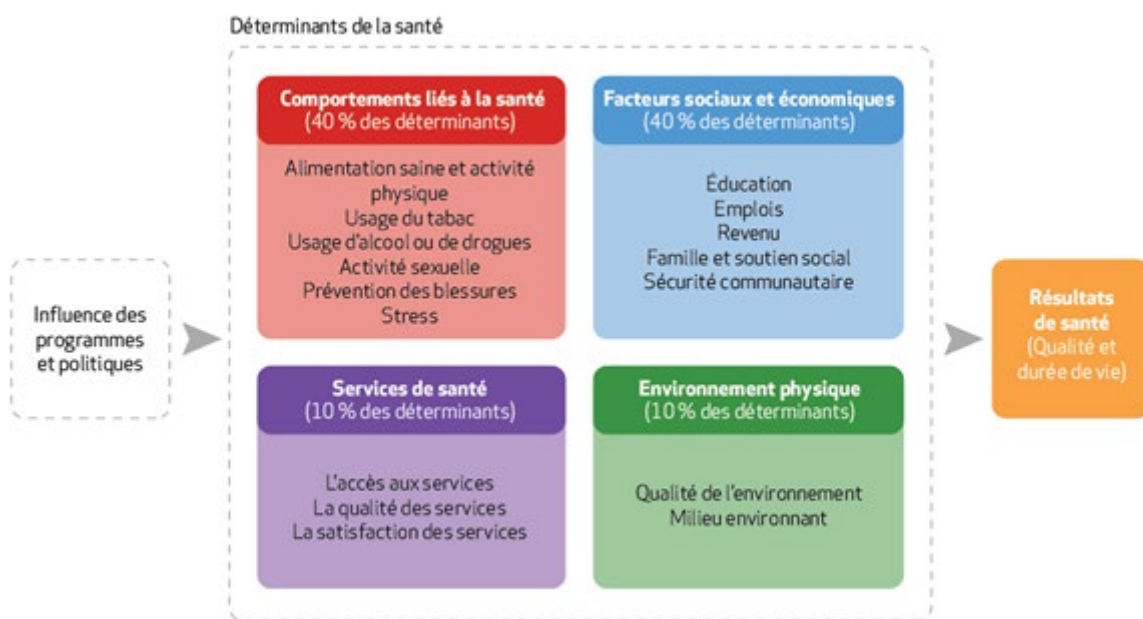 Déterminants de la santé
Comportements liés à la santé
(40 % des déterminants)
Alimentation saine et activité
physique
Usage du tabac
Usage d'alcool ou de drogues
Activité sexuelle
Prévention des blessures
Stress
Facteurs sociaux et économiques
(40 % des déterminants)
Éducation
Emplois
Revenu
Famille et soutien social
Sécurité communautaire
Influence des
programmes
et politiques
Services de santé
(10 % des déterminants)
L'accès aux services
La qualité des services
La satisfaction des services
Environnement physique
(10 % des déterminants)
Qualité de l'environnement
Milieu environnant
Résultats
de santé
(Qualité et
durée de vie)